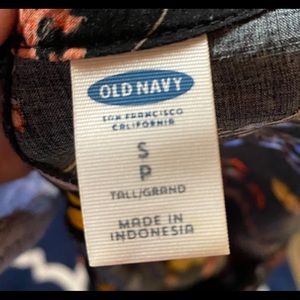 OLD NAVY
SAN FRANCISCO
CALIFORNIA
S
P
TALL/GRAND
MADE IN
INDONESIA